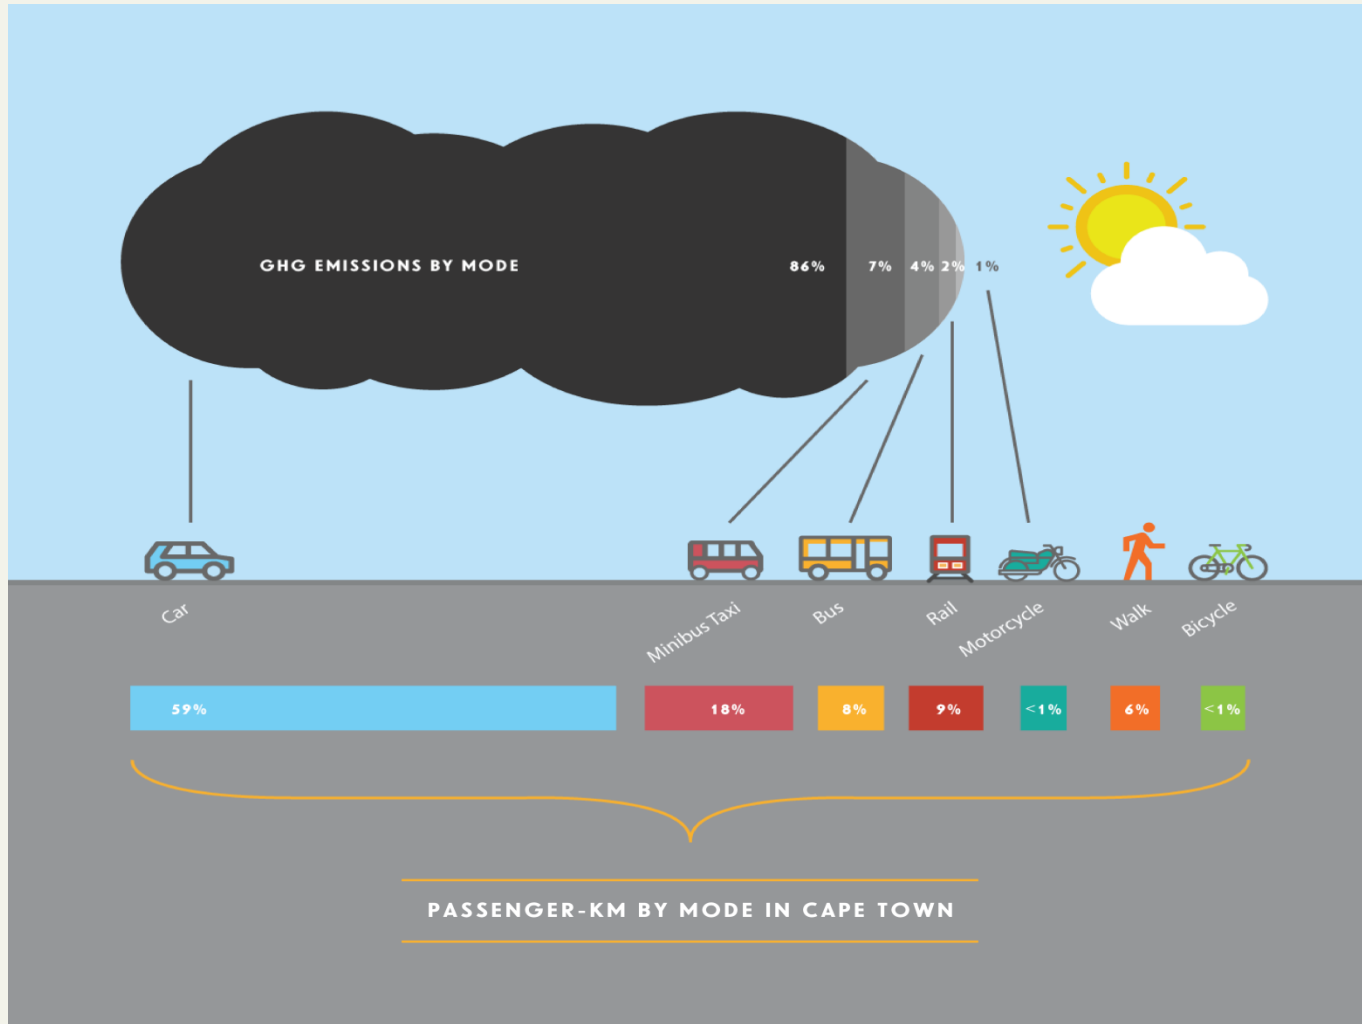 GHG EMISSIONS BY MODE
86%
7%
4%
2%
1%
Car
Minibus Taxi
Bus
Rail
Motorcycle
Walk
Bicycle
59%
18%
8%
9%
<1%
6%
<1%
PASSENGER-KM BY MODE IN CAPE TOWN